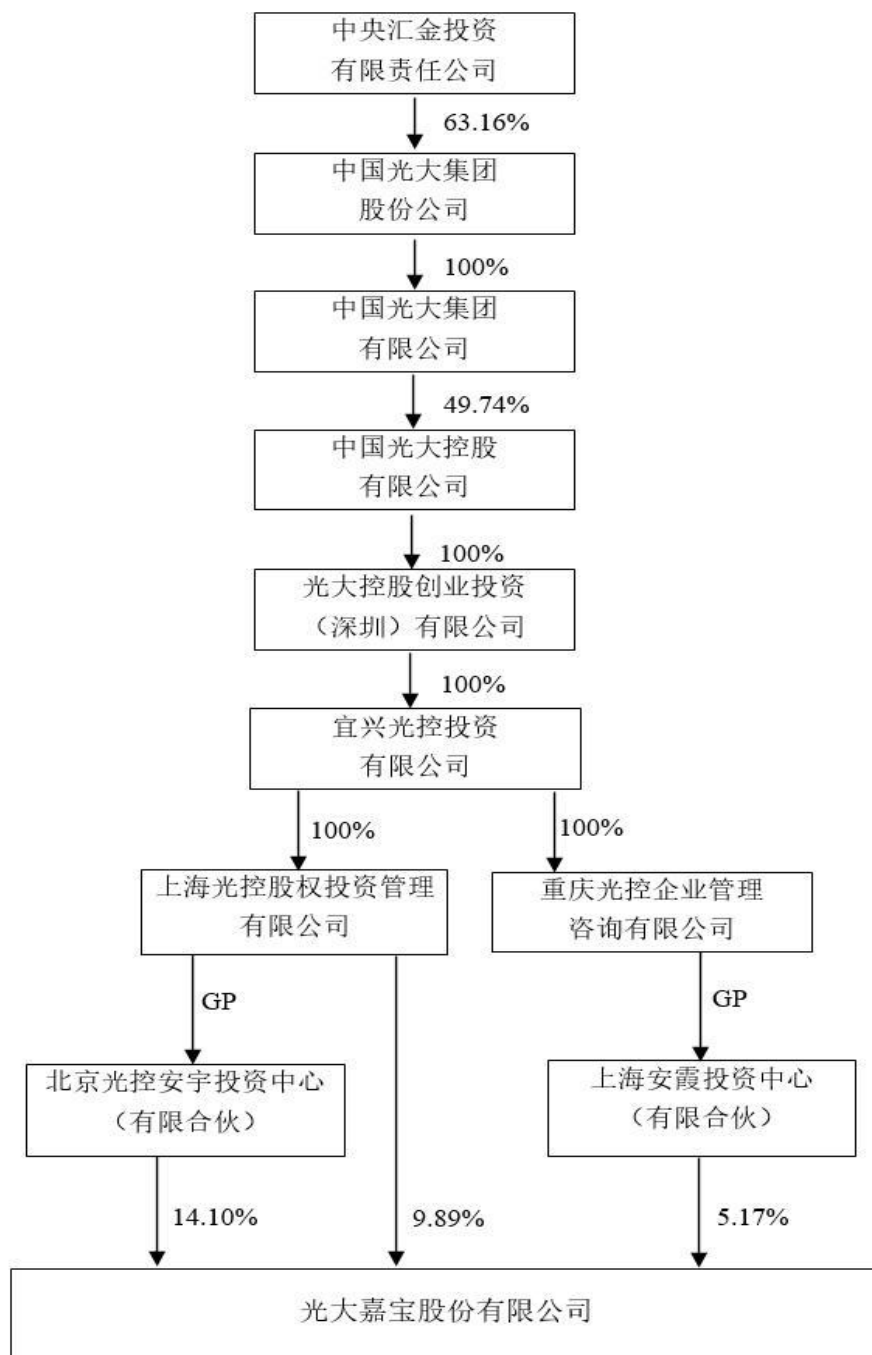 中央汇金投资
有限责任公司
63.16%
中国光大集团
股份公司
100%
中国光大集团
有限公司
49.74%
中国光大控股
有限公司
100%
光大控股创业投资
（深圳）有限公司
100%
宜兴光控投资
有限公司
100%
100%
上海光控股权投资管理
有限公司
重庆光控企业管理
咨询有限公司
GP
GP
北京光控安宇投资中心
（有限合伙）
上海安霞投资中心
（有限合伙）
14.10%
9.89%
5.17%
光大嘉宝股份有限公司